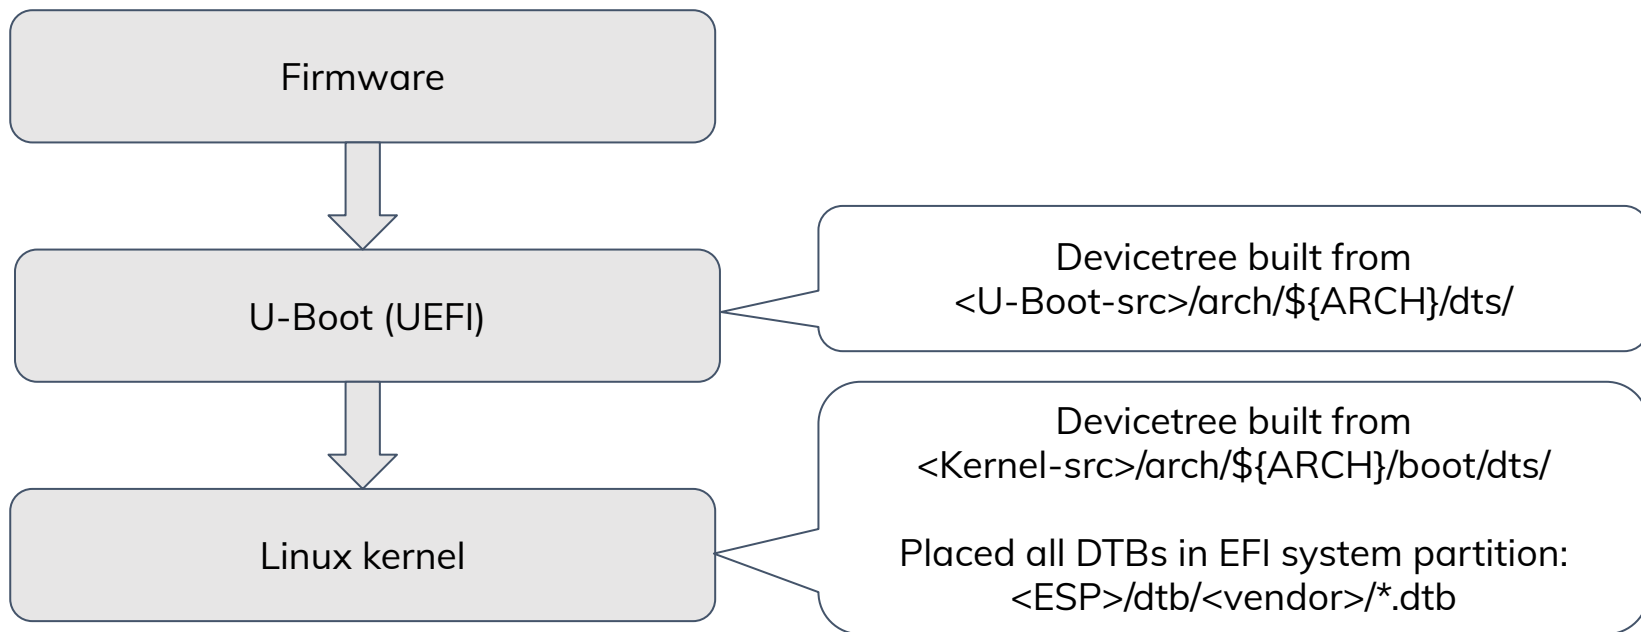 Firmware
U-Boot (UEFI)
Devicetree built from
<U-Boot-src>/arch/${ARCH}/dts/
Linux kernel
Devicetree built from
<Kernel-src>/arch/${ARCH}/boot/dts/
Placed all DTBs in EFI system partition:
<ESP>/dtb/<vendor>/*.dtb